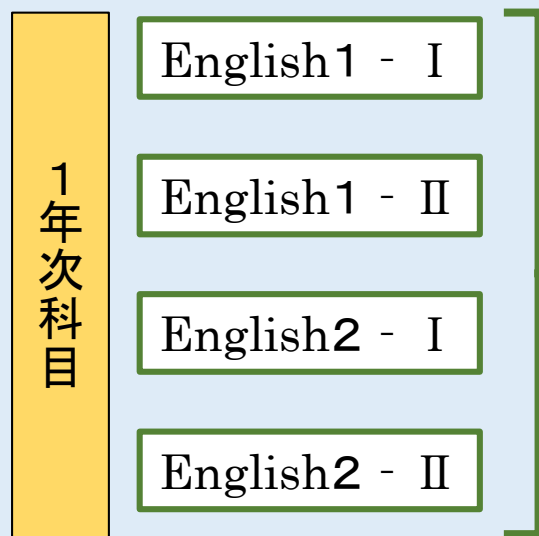 １年次科目
English１‐Ⅰ
English１‐Ⅱ
English２‐Ⅰ
English２‐Ⅱ